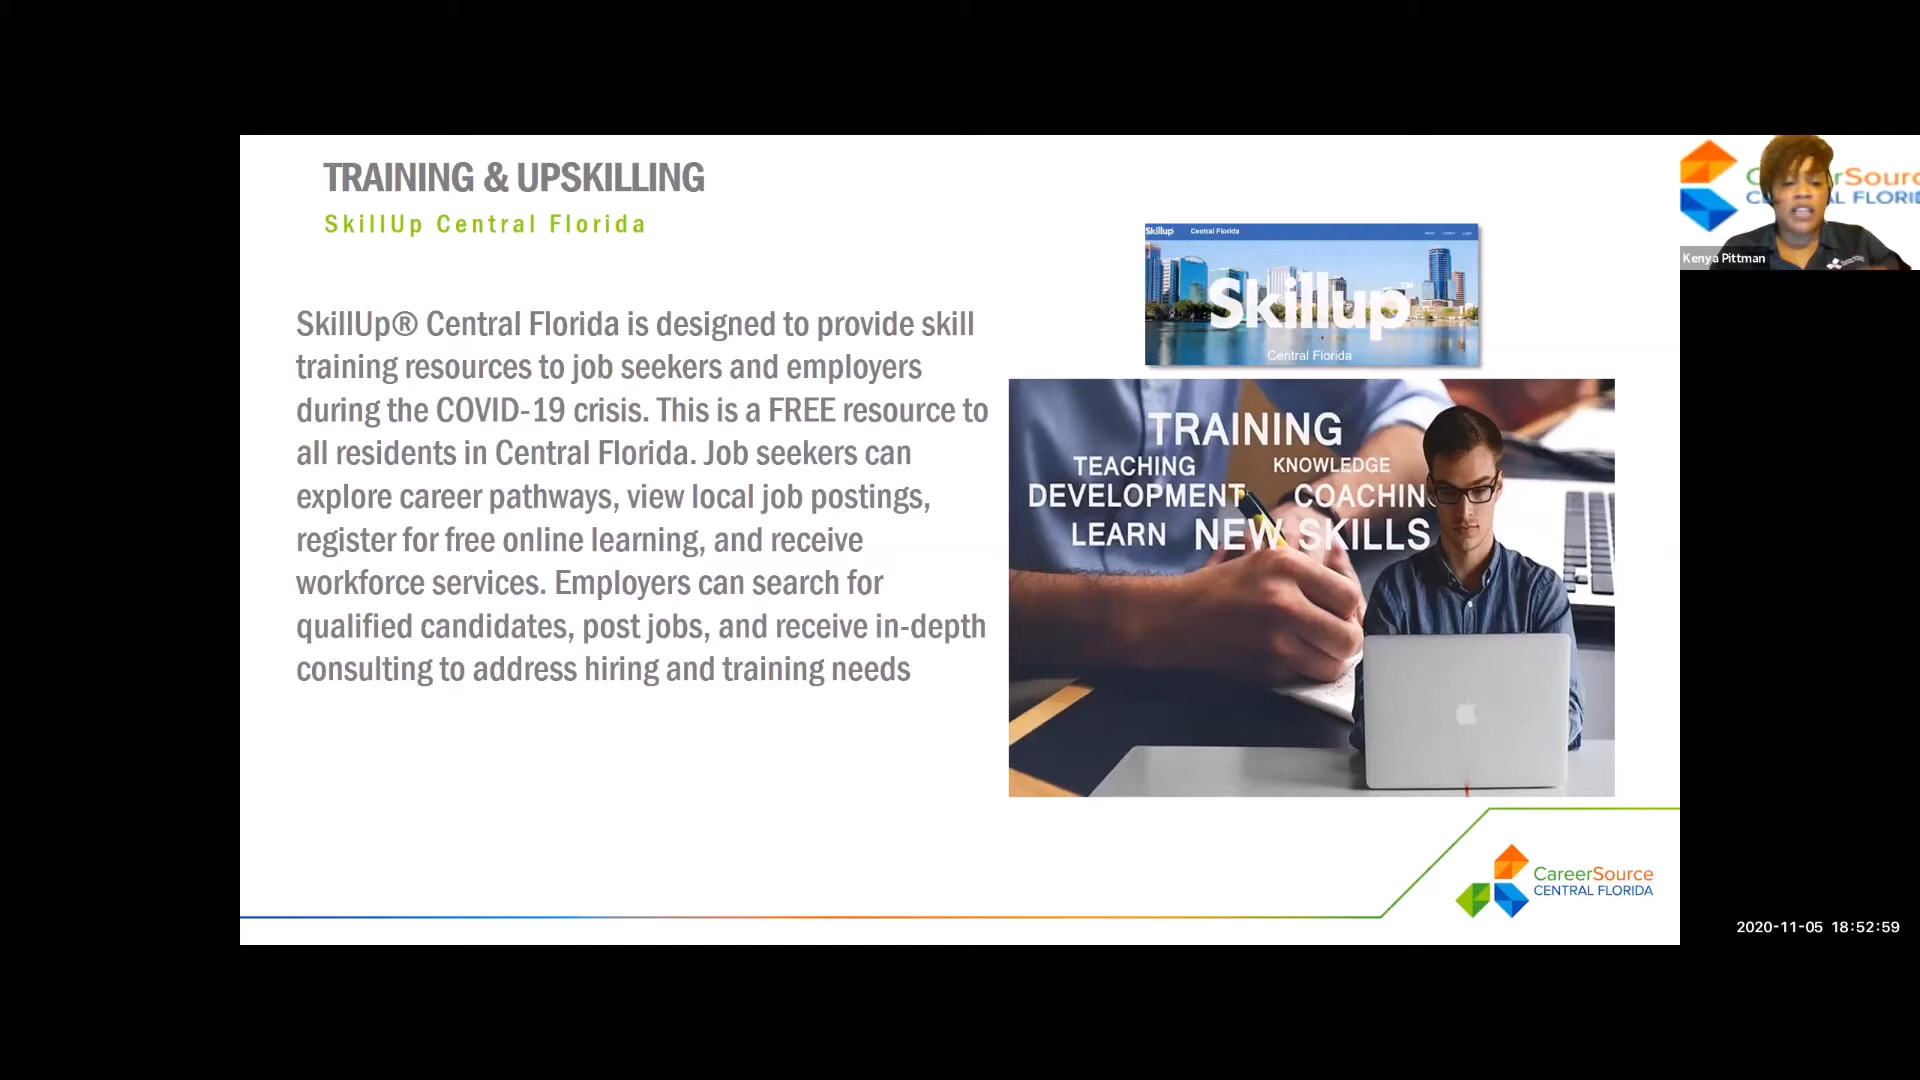 TRAINING & UPSKILLING
SkillUp Central Florida
SkillUp® Central Florida is designed to provide skill
training resources to job seekers and employers
during the COVID-19 crisis. This is a FREE resource to
all residents in Central Florida. Job seekers can
explore career pathways, view local job postings,
register for free online learning, and receive
workforce services. Employers can search for
qualified candidates, post jobs, and receive in-depth
consulting to address hiring and training needs
Skillup Central Florida
Skillup
Central Florida
TRAINING
TEACHING KNOWLEDGE
DEVELOPMENT COACHIN
LEARN NEW SKILLS
CareerSource
CENTRAL FLORIDA
Kenya Pittman
2020-11-05 18:52:59